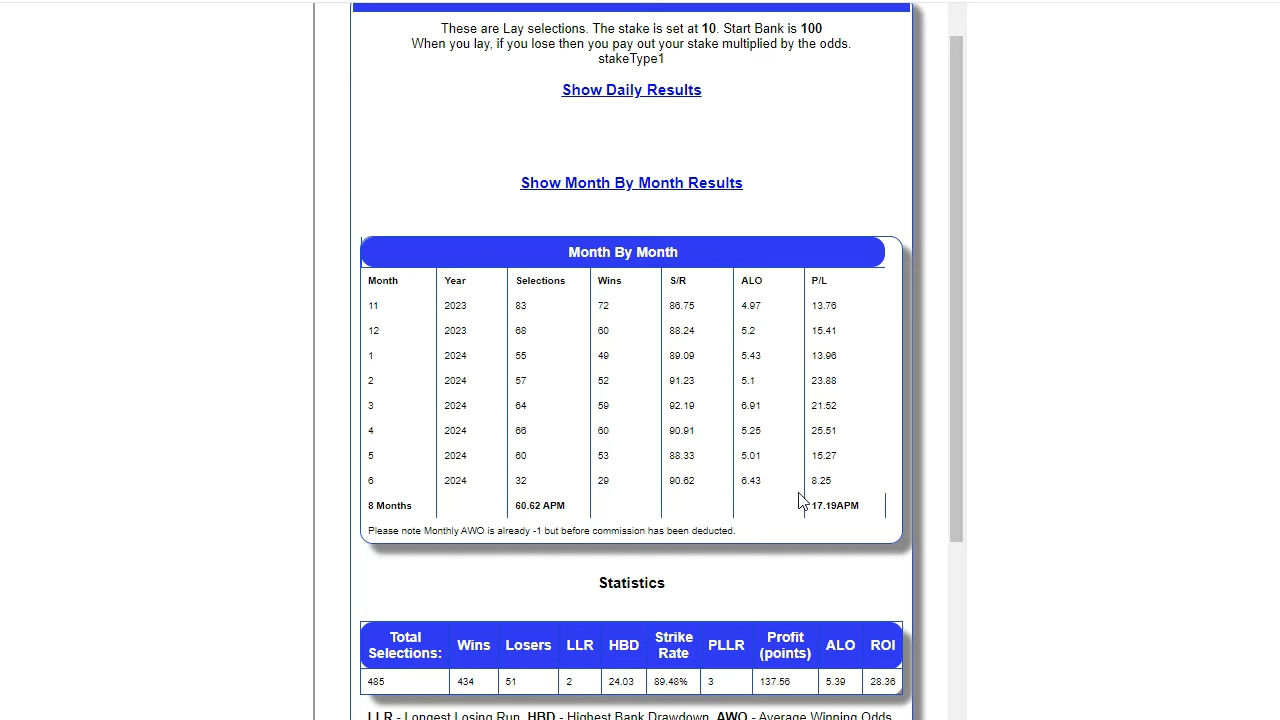 These are Lay selections. The stake is set at 10. Start Bank is 100
When you lay, if you lose then you pay out your stake multiplied by the odds.
stakeType1
Show Daily Results
Show Month By Month Results
Month By Month
Month Year Selections Wins S/R ALO P/L
11 2023 83 72 86.75 4.97 13.76
12 2023 68 60 88.24 5.2 15.41
1 2024 55 49 89.09 5.43 13.96
2 2024 57 52 91.23 5.1 23.88
3 2024 64 59 92.19 6.91 21.52
4 2024 66 60 90.91 5.25 25.51
5 2024 60 53 88.33 5.01 15.27
6 2024 32 29 90.62 6.43 8.25
8 Months 60.62 APM 17.19APM
Please note Monthly AWO is already -1 but before commission has been deducted.
Statistics
Total Selections: Wins Losers LLR HBD Strike Rate PLLR Profit (points) ALO ROI
485 434 51 2 24.03 89.48% 3 137.56 5.39 28.36
LLR - Longest Losing Run, HBD - Highest Bank Drawdown, AWO - Average Winning Odds